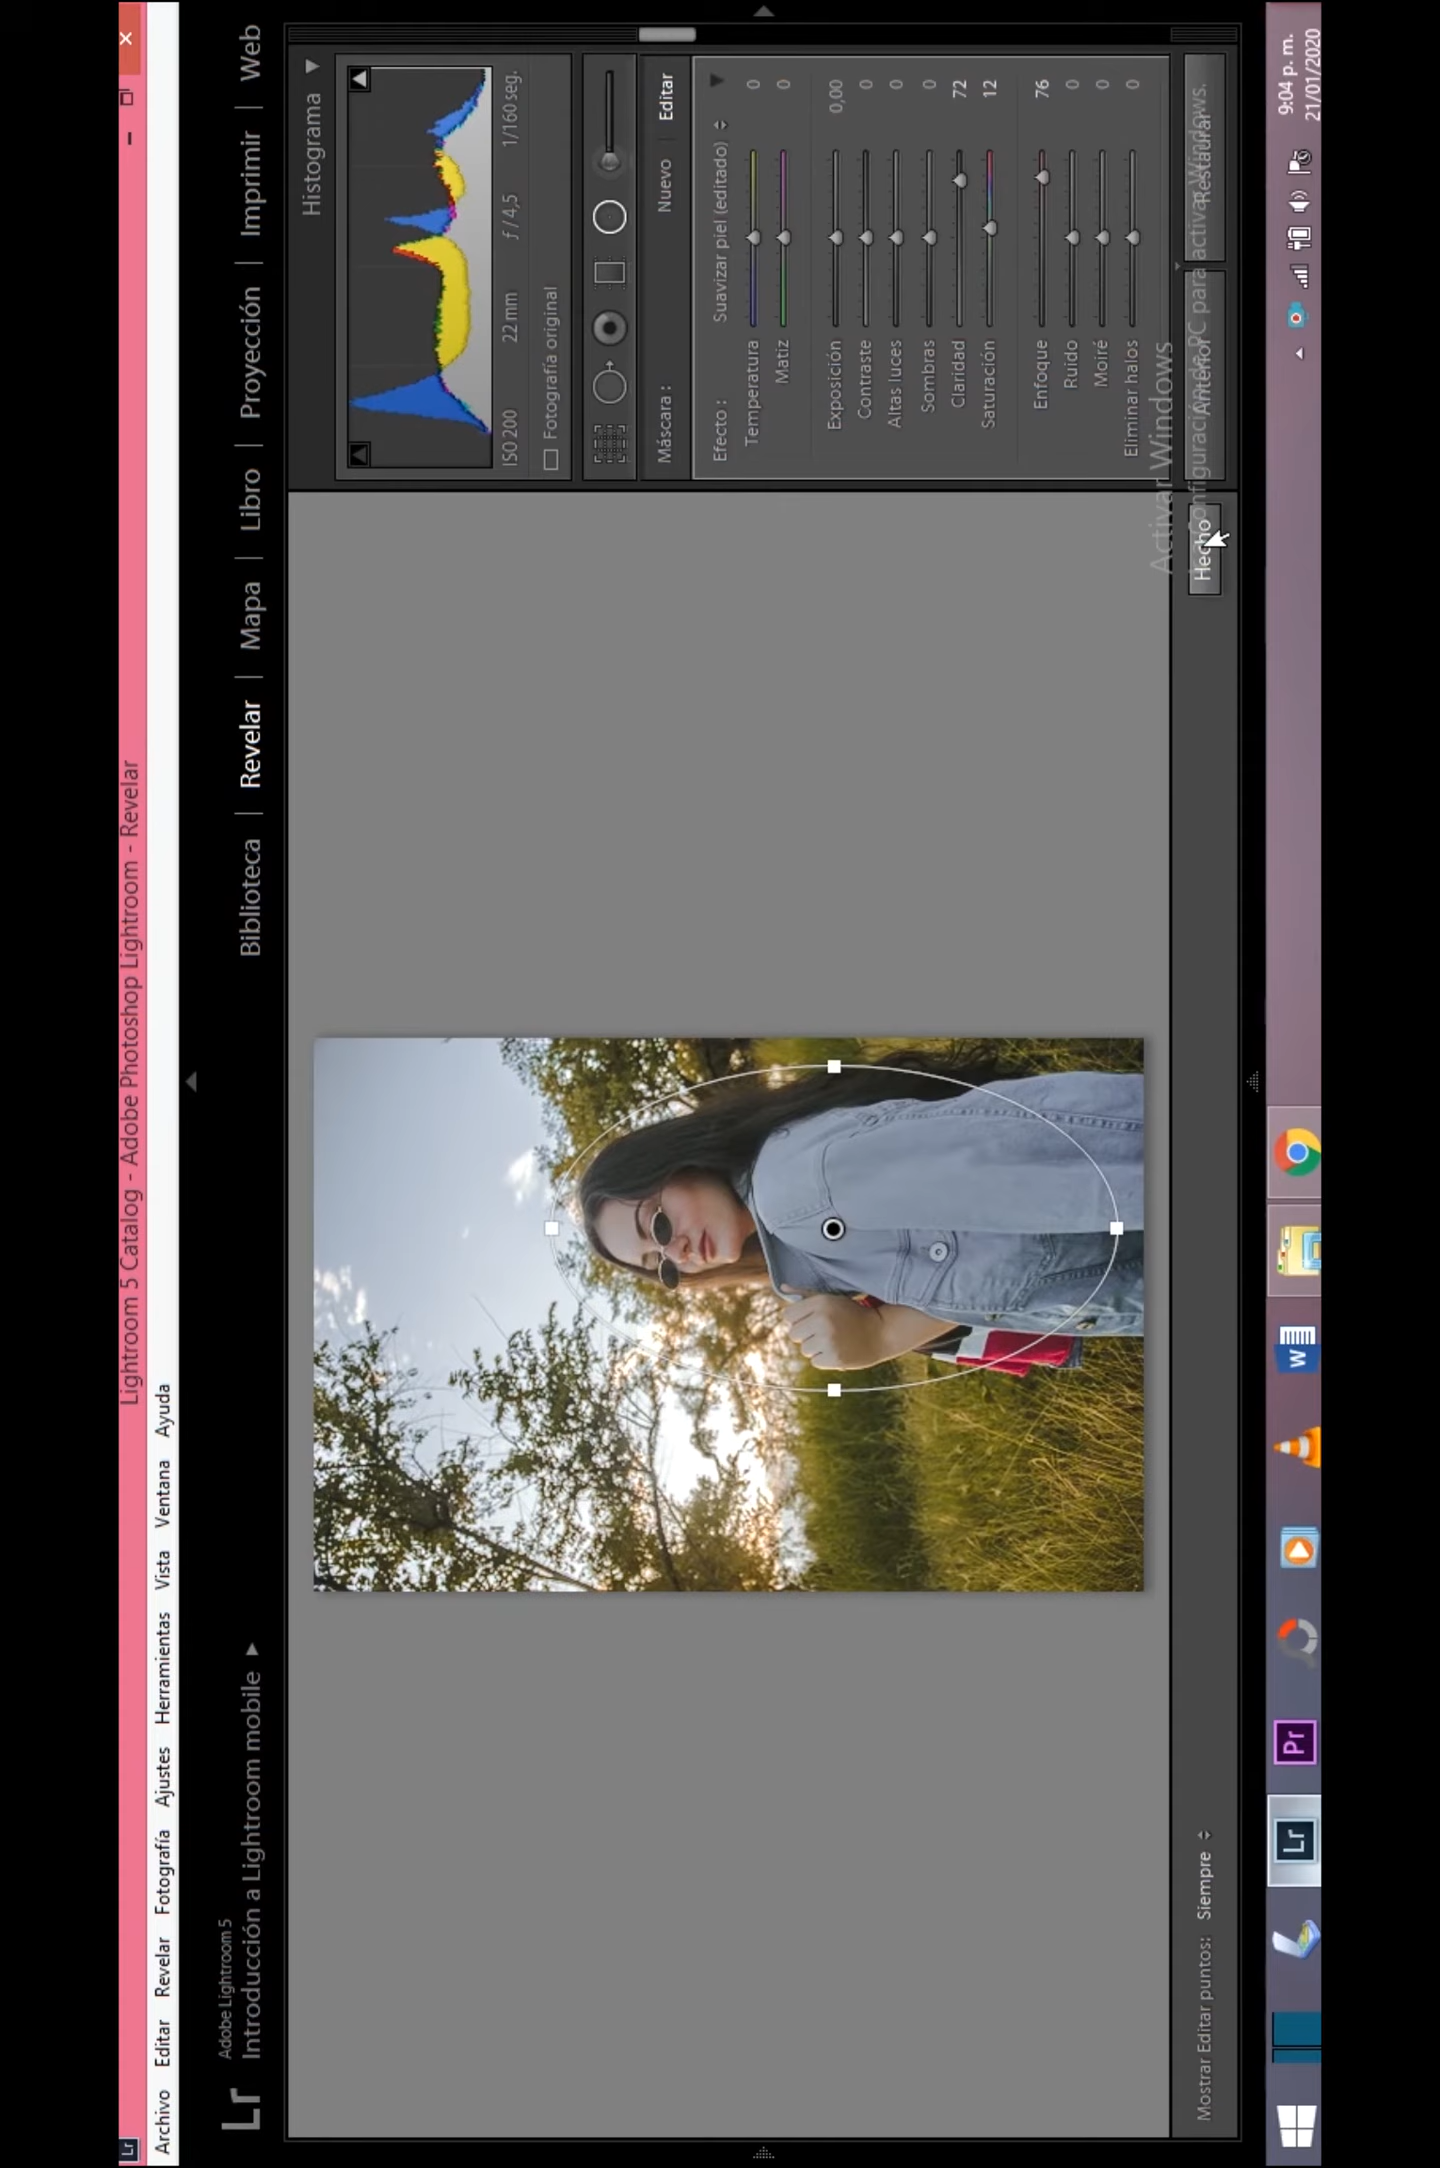 Lightroom 5 Catalog - Adobe Photoshop Lightroom - Revelar
Archivo Editar Revelar Fotografía Ajustes Herramientas Vista Ventana Ayuda
Lr
Adobe Lightroom 5
Introducción a Lightroom mobile
Biblioteca | Revelar | Mapa | Libro | Proyección | Imprimir | Web
Histograma
ISO 200 22 mm f / 4,5 1/160 seg.
Fotografía original
Máscara : Nuevo Editar
Efecto : Suavizar piel (editado)
Temperatura 0
Matiz 0
Exposición 0,00
Contraste 0
Altas luces 0
Sombras 0
Claridad 72
Saturación 12
Enfoque 76
Ruido 0
Moiré 0
Eliminar halos 0
Activar Windows
Configuración de PC para activar Windows.
Mostrar Editar puntos: Siempre
Hecho
Anterior
Restaurar
Lr
Pr
W
9:04 p. m.
21/01/2020